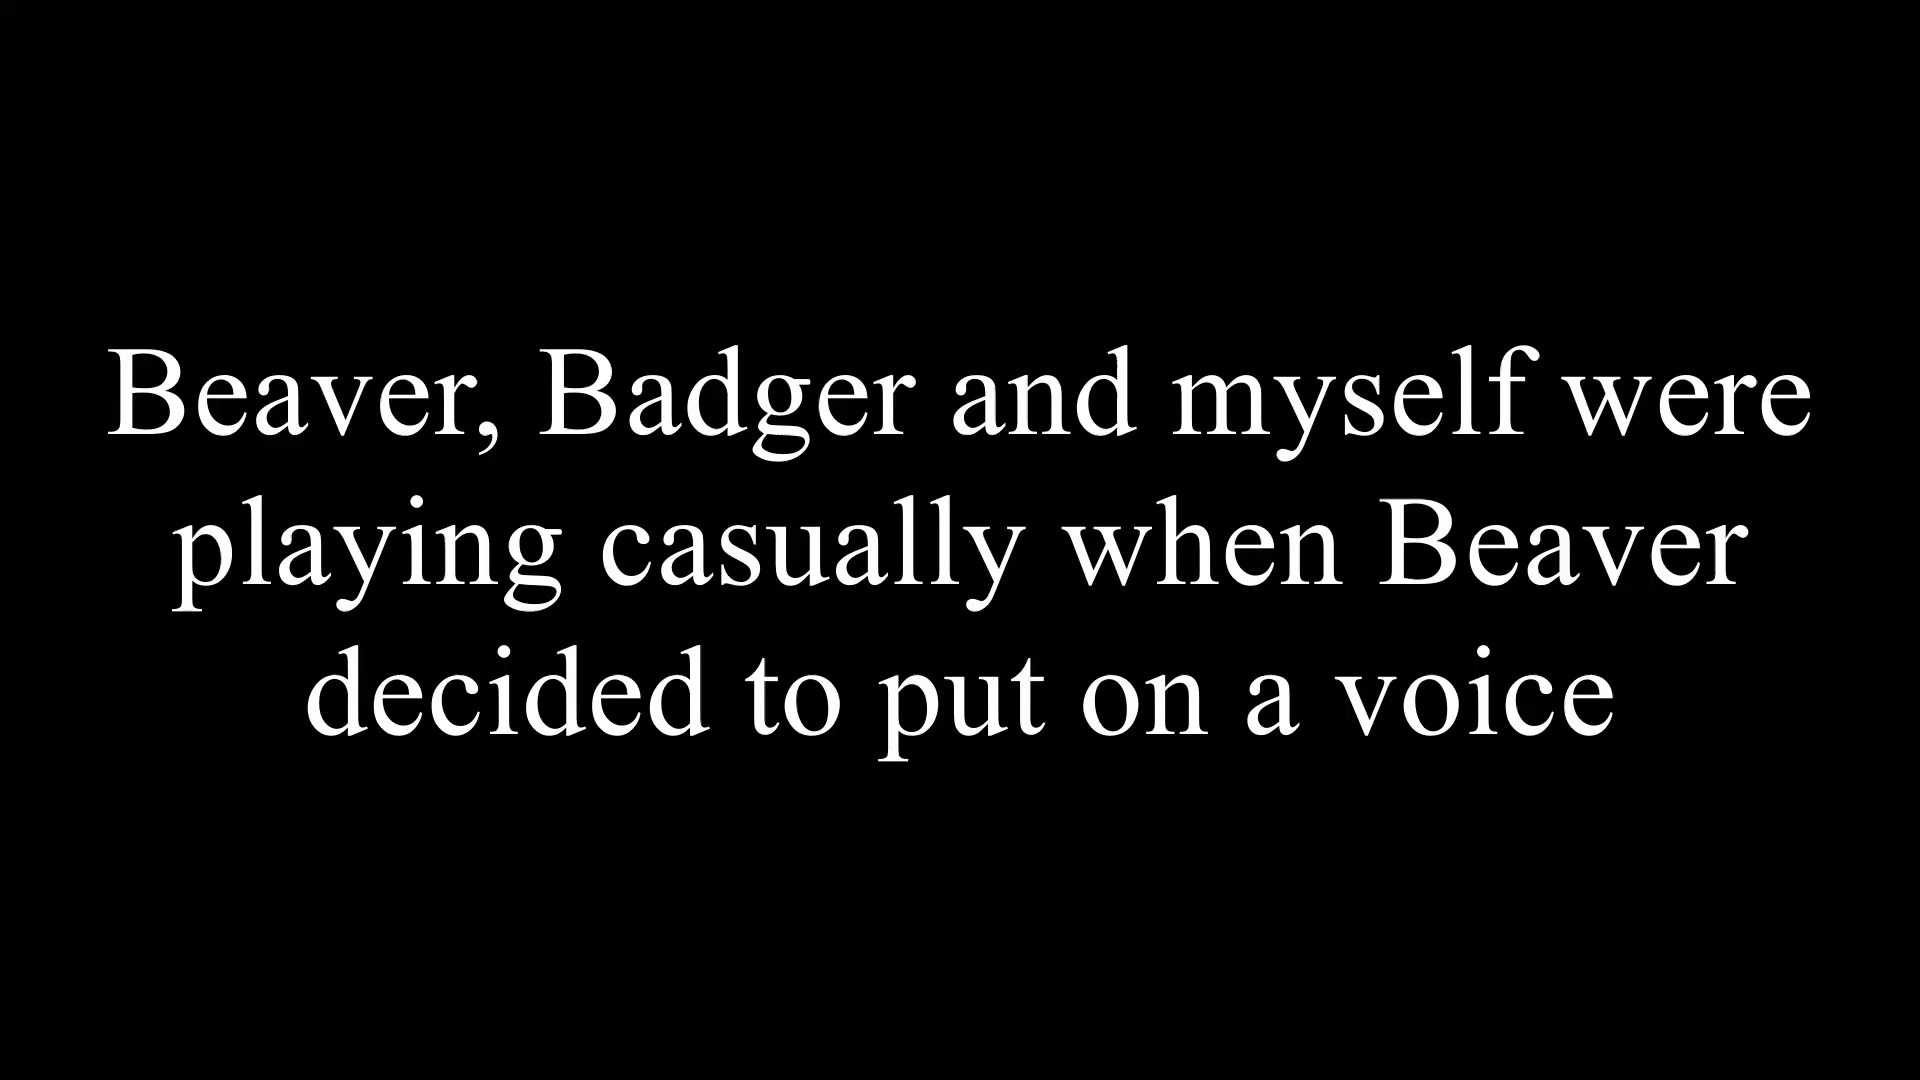 Beaver, Badger and myself were
playing casually when Beaver
decided to put on a voice